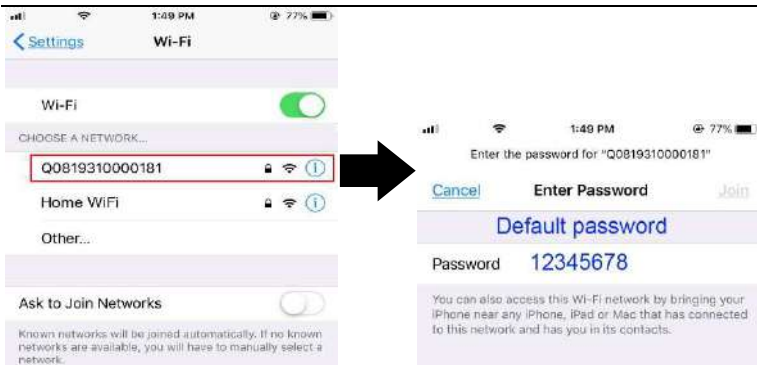 1:49 PM
77%
Settings
Wi-Fi
Wi-Fi
CHOOSE A NETWORK...
Q0819310000181
Home WiFi
Other...
Ask to Join Networks
Known networks will be joined automatically. If no known
networks are available, you will have to manually select a
network.
1:49 PM
77%
Enter the password for "Q0819310000181"
Cancel
Enter Password
Join
Default password
Password 12345678
You can also access this Wi-Fi network by bringing your
iPhone near any iPhone, iPad or Mac that has connected
to this network and has you in its contacts.